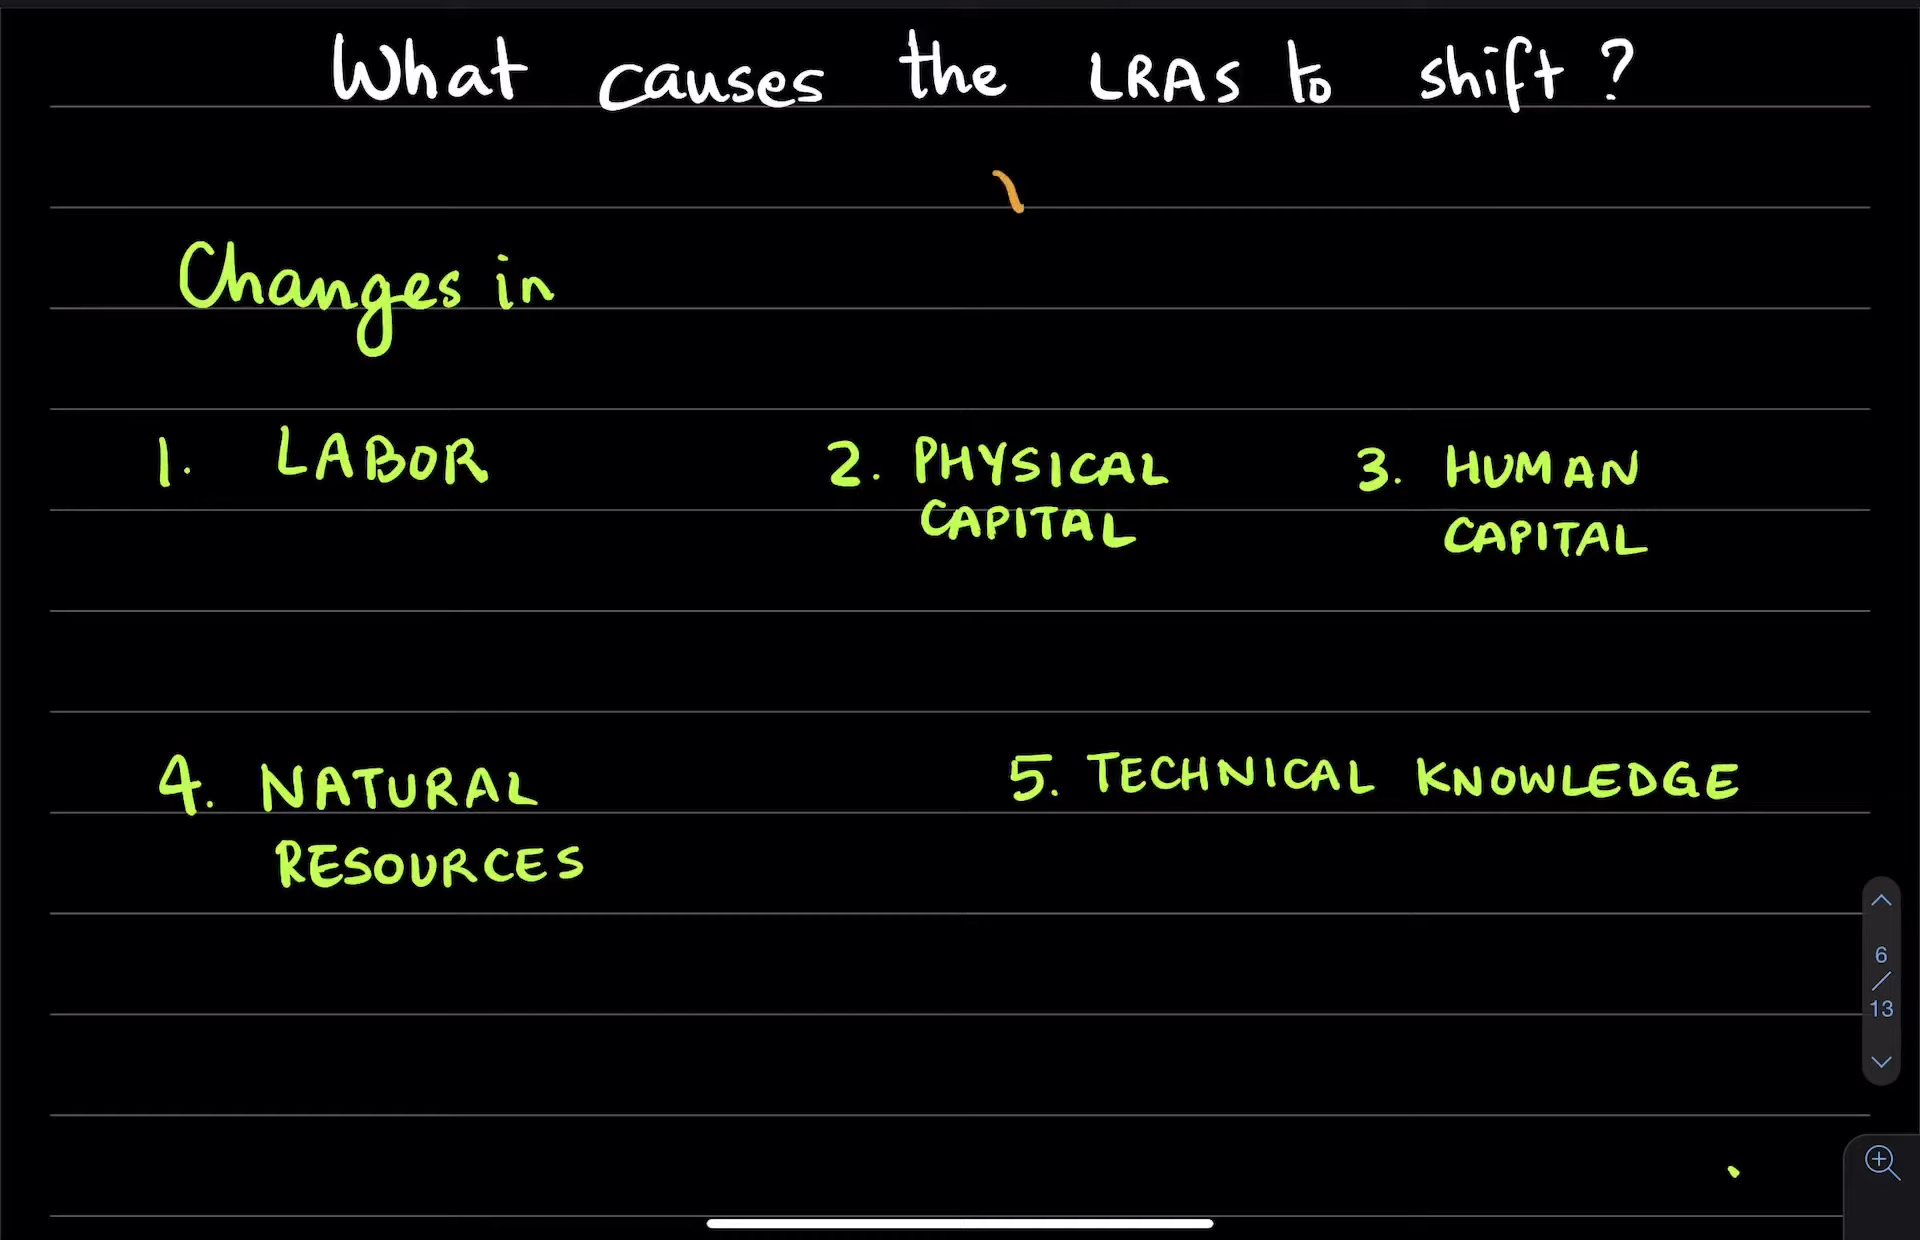 What causes the LRAS to shift?
Changes in
1. LABOR
2. PHYSICAL
CAPITAL
3. HUMAN
CAPITAL
4. NATURAL
RESOURCES
5. TECHNICAL KNOWLEDGE
6
/
13